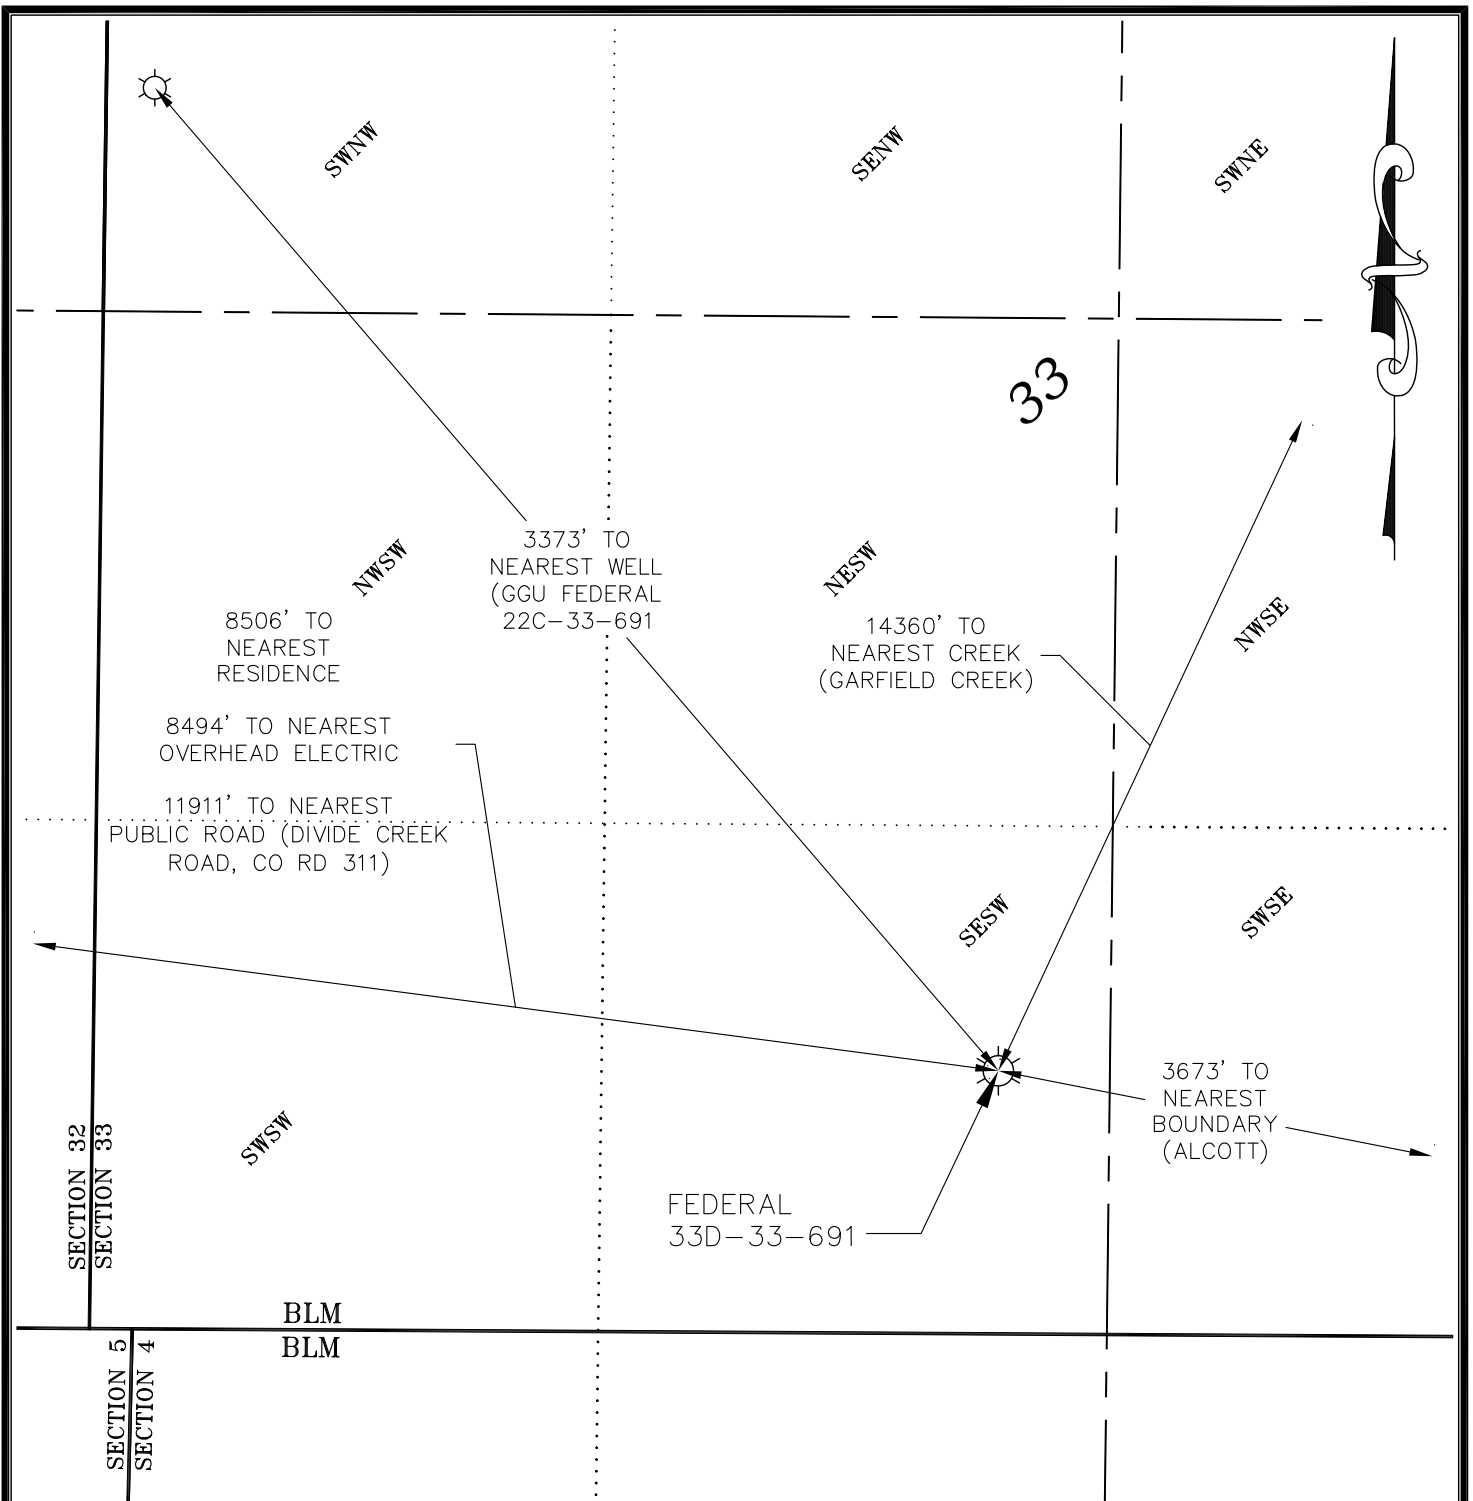 SWNW
SENW
SWNE
33
3373' TO
NEAREST WELL
(GGU FEDERAL
22C-33-691
NWSW
NESW
NWSE
8506' TO
NEAREST
RESIDENCE
8494' TO NEAREST
OVERHEAD ELECTRIC
11911' TO NEAREST
PUBLIC ROAD (DIVIDE CREEK
ROAD, CO RD 311)
14360' TO
NEAREST CREEK
(GARFIELD CREEK)
SESW
SWSE
SWSW
3673' TO
NEAREST
BOUNDARY
(ALCOTT)
FEDERAL
33D-33-691
SECTION 32
SECTION 33
BLM
BLM
SECTION 5
SECTION 4